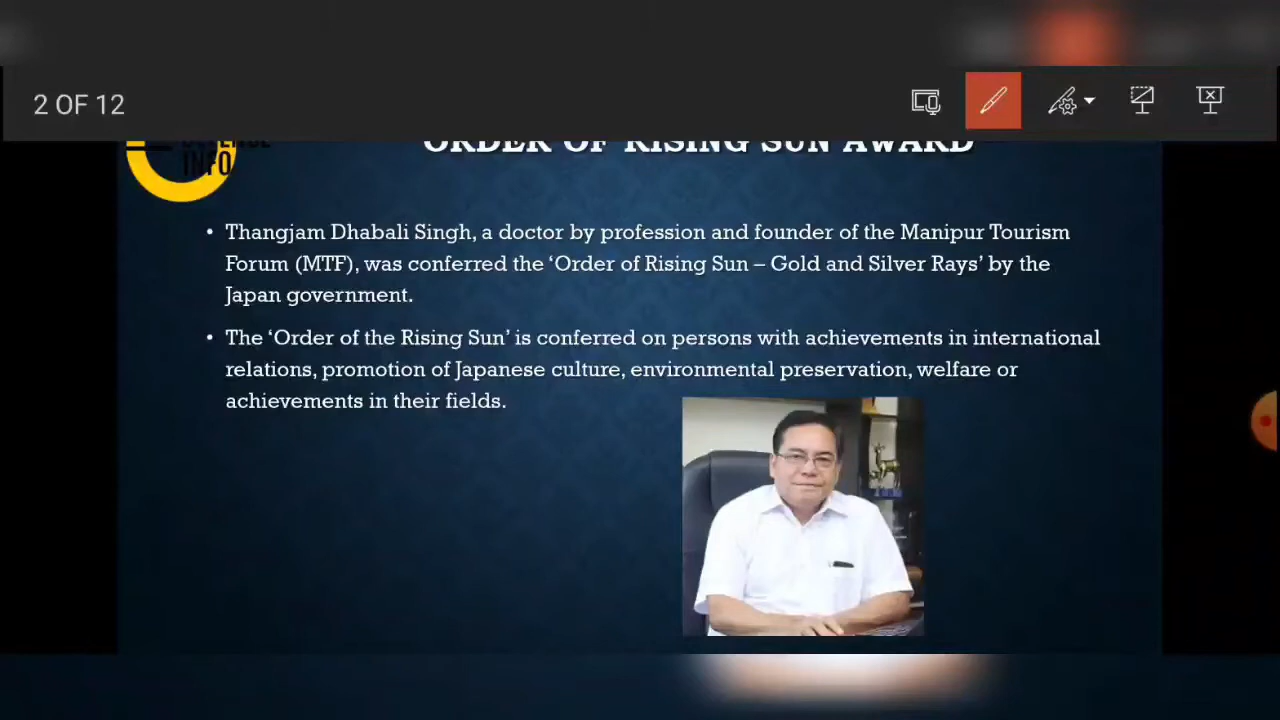 2 OF 12
ORDER OF RISING SUN AWARD
DEFENCE
INFO
• Thangjam Dhabali Singh, a doctor by profession and founder of the Manipur Tourism
Forum (MTF), was conferred the ‘Order of Rising Sun – Gold and Silver Rays’ by the
Japan government.
• The ‘Order of the Rising Sun’ is conferred on persons with achievements in international
relations, promotion of Japanese culture, environmental preservation, welfare or
achievements in their fields.